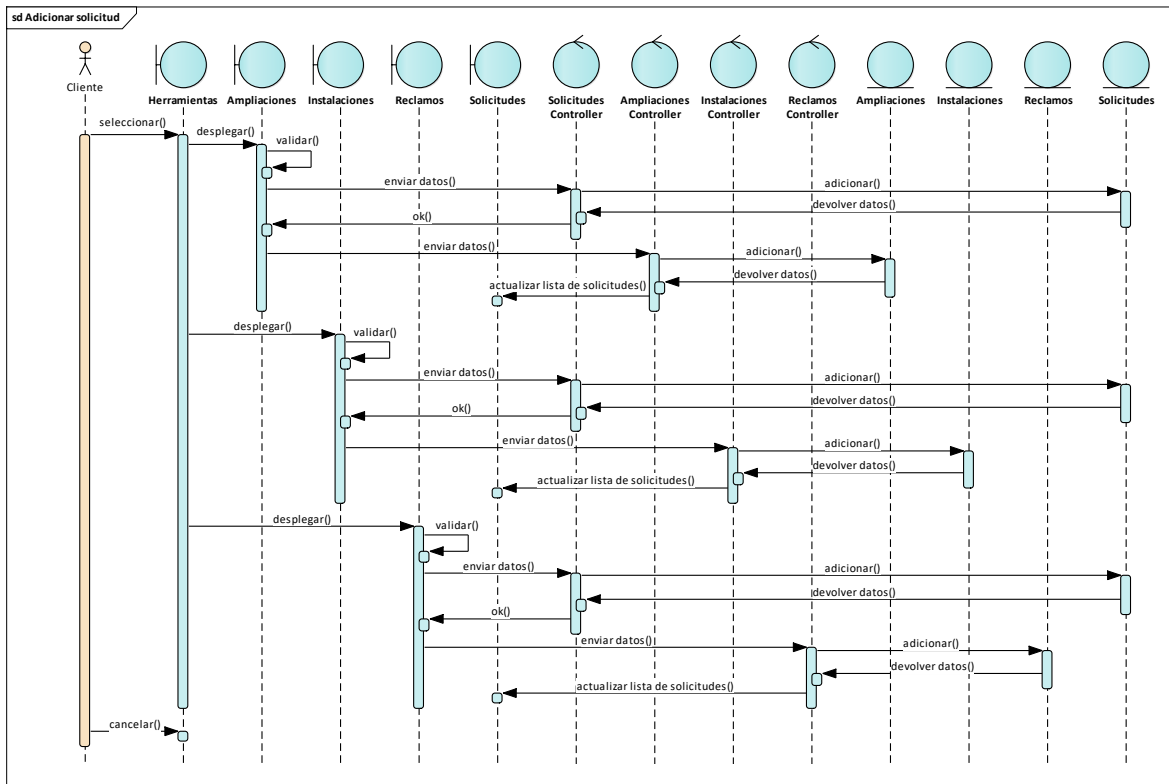 sd Adicionar solicitud
Cliente
Herramientas
Ampliaciones
Instalaciones
Reclamos
Solicitudes
Solicitudes
Controller
Ampliaciones
Controller
Instalaciones
Controller
Reclamos
Controller
Ampliaciones
Instalaciones
Reclamos
Solicitudes
seleccionar()
desplegar()
validar()
enviar datos()
adicionar()
devolver datos()
ok()
enviar datos()
adicionar()
devolver datos()
actualizar lista de solicitudes()
desplegar()
validar()
enviar datos()
adicionar()
devolver datos()
ok()
enviar datos()
adicionar()
devolver datos()
actualizar lista de solicitudes()
desplegar()
validar()
enviar datos()
adicionar()
devolver datos()
ok()
enviar datos()
adicionar()
devolver datos()
actualizar lista de solicitudes()
cancelar()